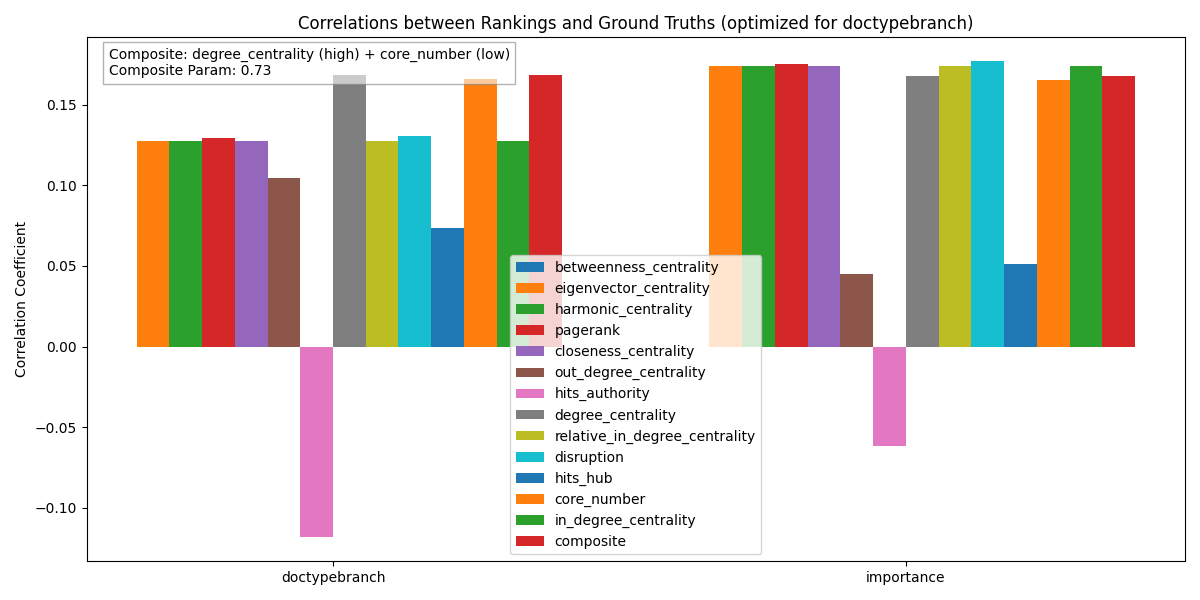 Correlations between Rankings and Ground Truths (optimized for doctypebranch)
Composite: degree_centrality (high) + core_number (low)
Composite Param: 0.73
Correlation Coefficient
0.15
0.10
0.05
0.00
−0.05
−0.10
betweenness_centrality
eigenvector_centrality
harmonic_centrality
pagerank
closeness_centrality
out_degree_centrality
hits_authority
degree_centrality
relative_in_degree_centrality
disruption
hits_hub
core_number
in_degree_centrality
composite
doctypebranch
importance